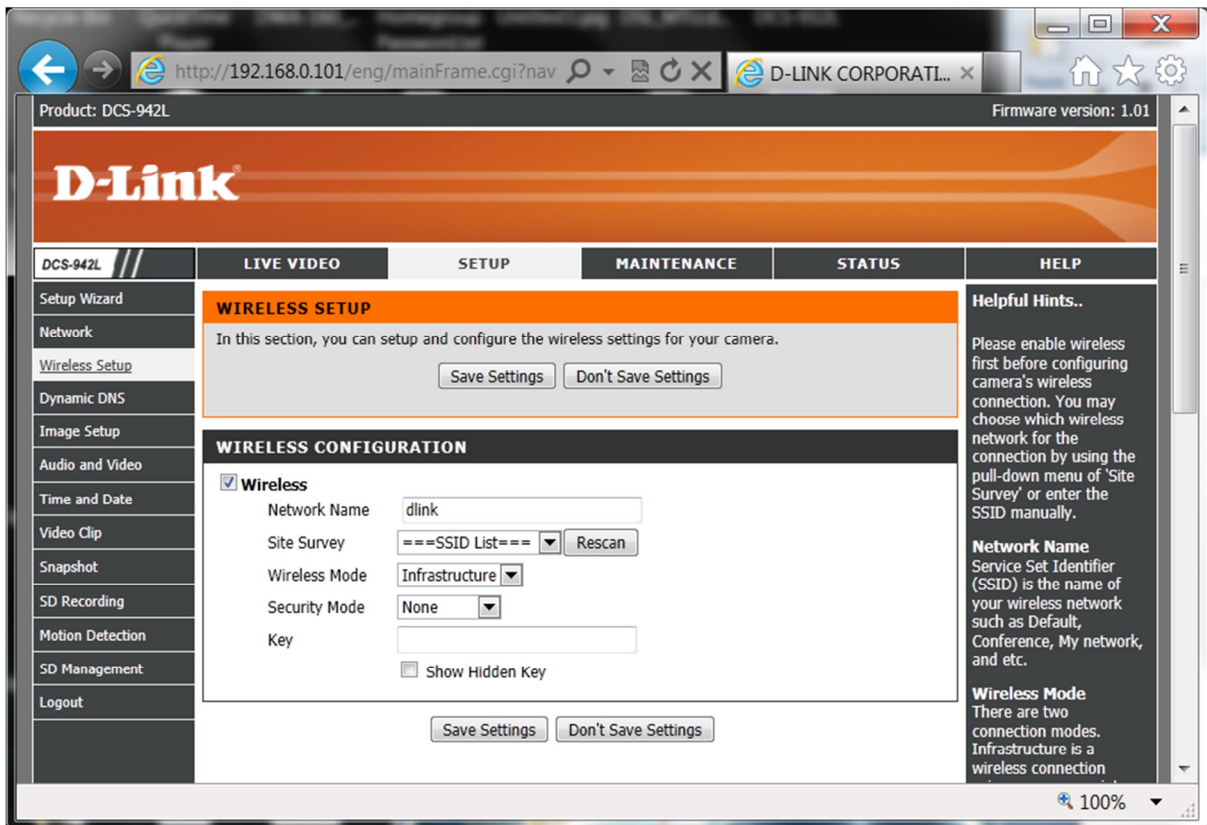 http://192.168.0.101/eng/mainFrame.cgi?nav
D-LINK CORPORATI...
Product: DCS-942L
Firmware version: 1.01
D-Link
DCS-942L
LIVE VIDEO
SETUP
MAINTENANCE
STATUS
HELP
Setup Wizard
Network
Wireless Setup
Dynamic DNS
Image Setup
Audio and Video
Time and Date
Video Clip
Snapshot
SD Recording
Motion Detection
SD Management
Logout
WIRELESS SETUP
In this section, you can setup and configure the wireless settings for your camera.
Save Settings
Don't Save Settings
WIRELESS CONFIGURATION
Wireless
Network Name
dlink
Site Survey
===SSID List===
Rescan
Wireless Mode
Infrastructure
Security Mode
None
Key
Show Hidden Key
Save Settings
Don't Save Settings
Helpful Hints..
Please enable wireless
first before configuring
camera's wireless
connection. You may
choose which wireless
network for the
connection by using the
pull-down menu of 'Site
Survey' or enter the
SSID manually.
Network Name
Service Set Identifier
(SSID) is the name of
your wireless network
such as Default,
Conference, My network,
and etc.
Wireless Mode
There are two
connection modes.
Infrastructure is a
wireless connection
100%